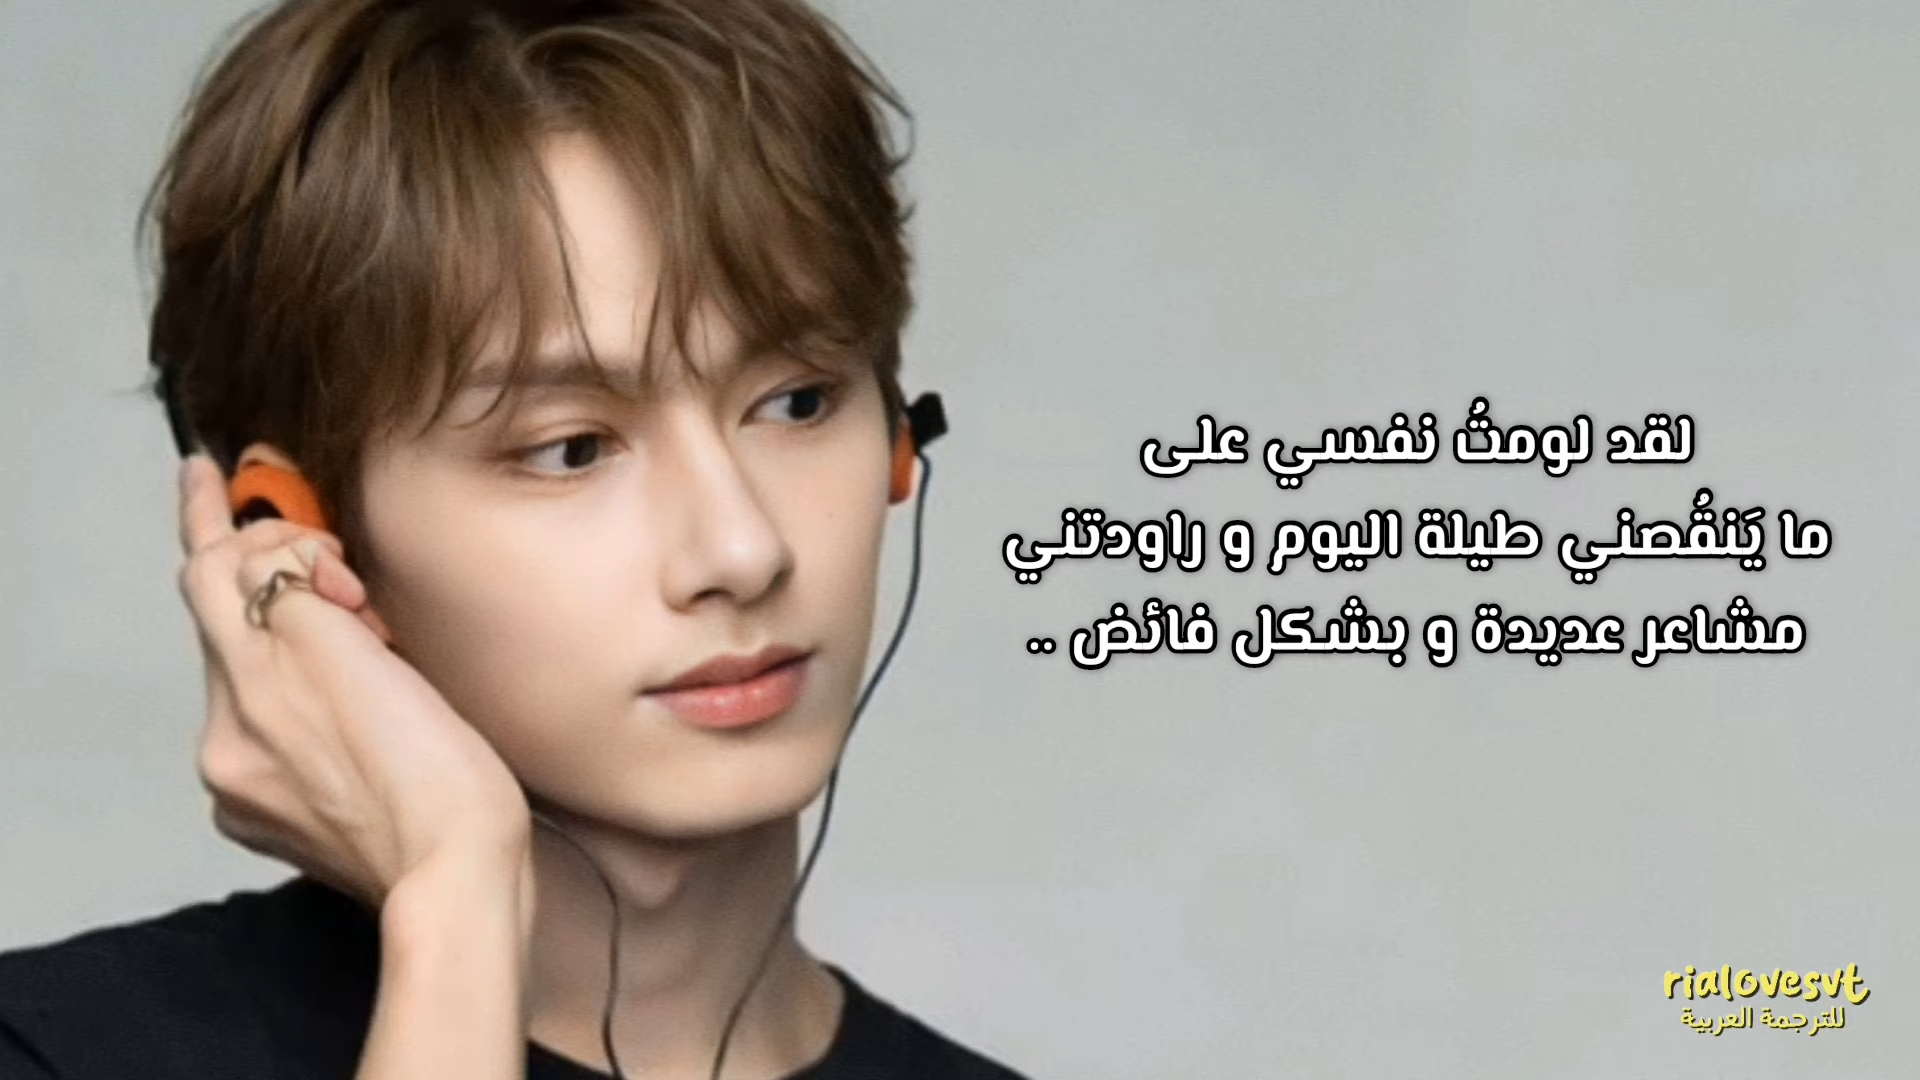 لقد لومتُ نفسي على
ما يَنقُصني طيلة اليوم و راودتني
مشاعر عديدة و بشكل فائض ..
rialovesvt
للترجمة العربية